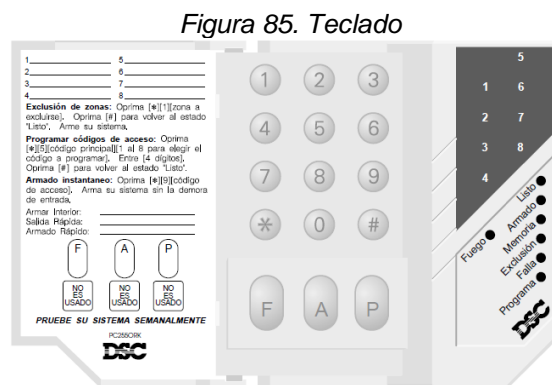 Figura 85. Teclado
1 5
2 6
3 7
4 8
Exclusión de zonas: Oprima [✱][1][zona a
excluirse]. Oprima [#] para volver al estado
"Listo". Arme su sistema.
Programar códigos de acceso: Oprima
[✱][5][código principal][1 al 8 para elegir el
código a programar]. Entre [4 dígitos].
Oprima [#] para volver al estado "Listo".
Armado instantaneo: Oprima [✱][9][código
de acceso]. Arma su sistema sin la demora
de entrada.
Armar Interior:
Salida Rápida:
Armado Rápido:
F A P
NO ES USADO
NO ES USADO
NO ES USADO
PRUEBE SU SISTEMA SEMANALMENTE
PC2550RK
DSC
1 2 3
4 5 6
7 8 9
* 0 #
F A P
5
1 6
2 7
3 8
4
Fuego
Listo
Armado
Memoria
Exclusión
Falla
Programa
DSC